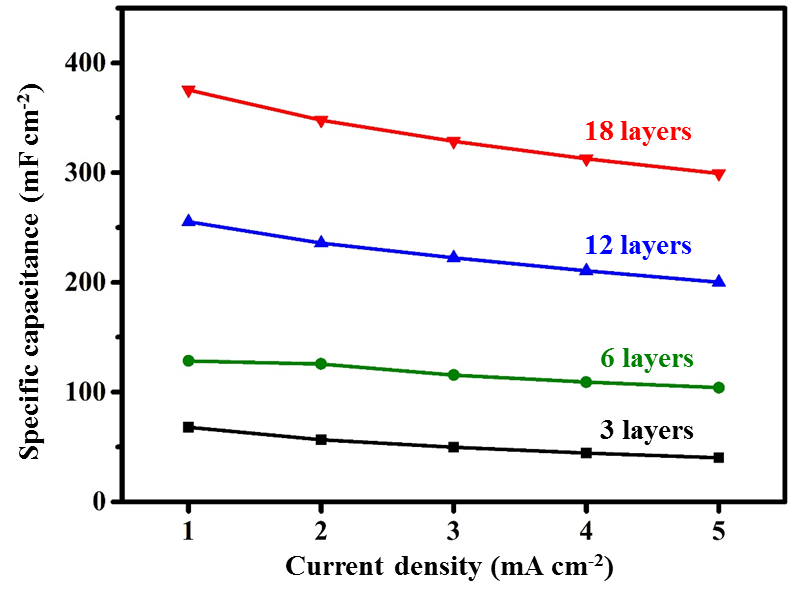 Specific capacitance (mF cm⁻²)
400
300
200
100
0
18 layers
12 layers
6 layers
3 layers
1 2 3 4 5
Current density (mA cm⁻²)